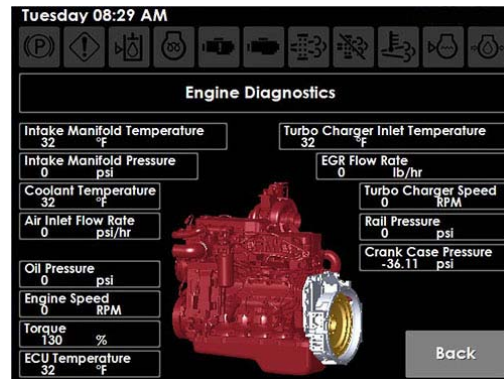 Tuesday 08:29 AM
(P)
Engine Diagnostics
Intake Manifold Temperature
32 °F
Turbo Charger Inlet Temperature
32 °F
Intake Manifold Pressure
0 psi
EGR Flow Rate
0 lb/hr
Coolant Temperature
32 °F
Turbo Charger Speed
0 RPM
Air Inlet Flow Rate
0 psi/hr
Rail Pressure
0 psi
Crank Case Pressure
-36.11 psi
Oil Pressure
0 psi
Engine Speed
0 RPM
Torque
130 %
ECU Temperature
32 °F
Back